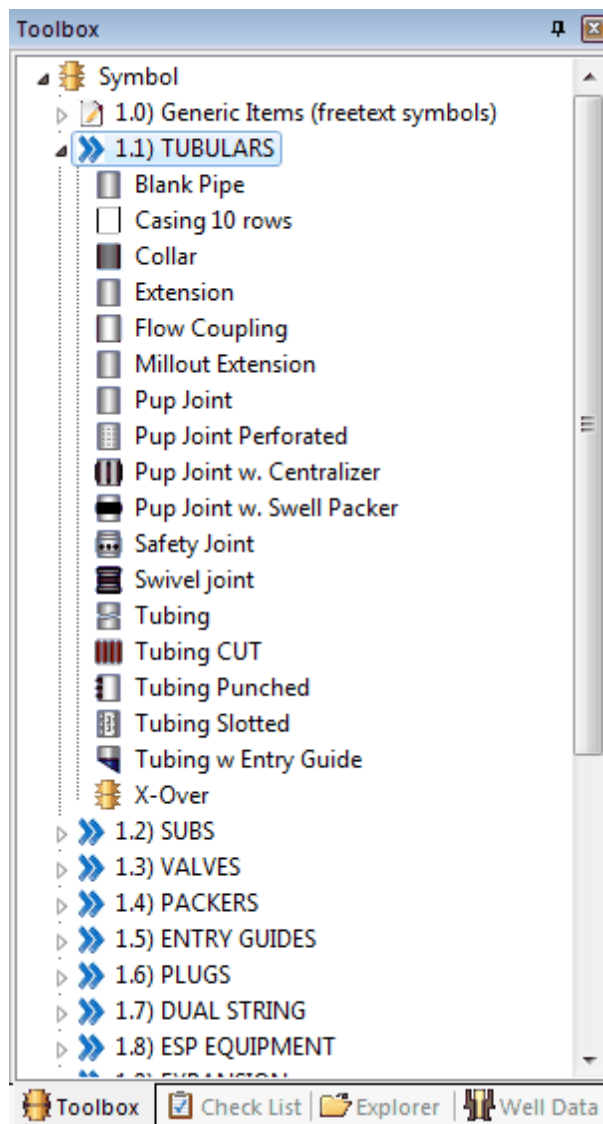 Toolbox
Symbol
1.0) Generic Items (freetext symbols)
1.1) TUBULARS
Blank Pipe
Casing 10 rows
Collar
Extension
Flow Coupling
Millout Extension
Pup Joint
Pup Joint Perforated
Pup Joint w. Centralizer
Pup Joint w. Swell Packer
Safety Joint
Swivel joint
Tubing
Tubing CUT
Tubing Punched
Tubing Slotted
Tubing w Entry Guide
X-Over
1.2) SUBS
1.3) VALVES
1.4) PACKERS
1.5) ENTRY GUIDES
1.6) PLUGS
1.7) DUAL STRING
1.8) ESP EQUIPMENT
Toolbox Check List Explorer Well Data